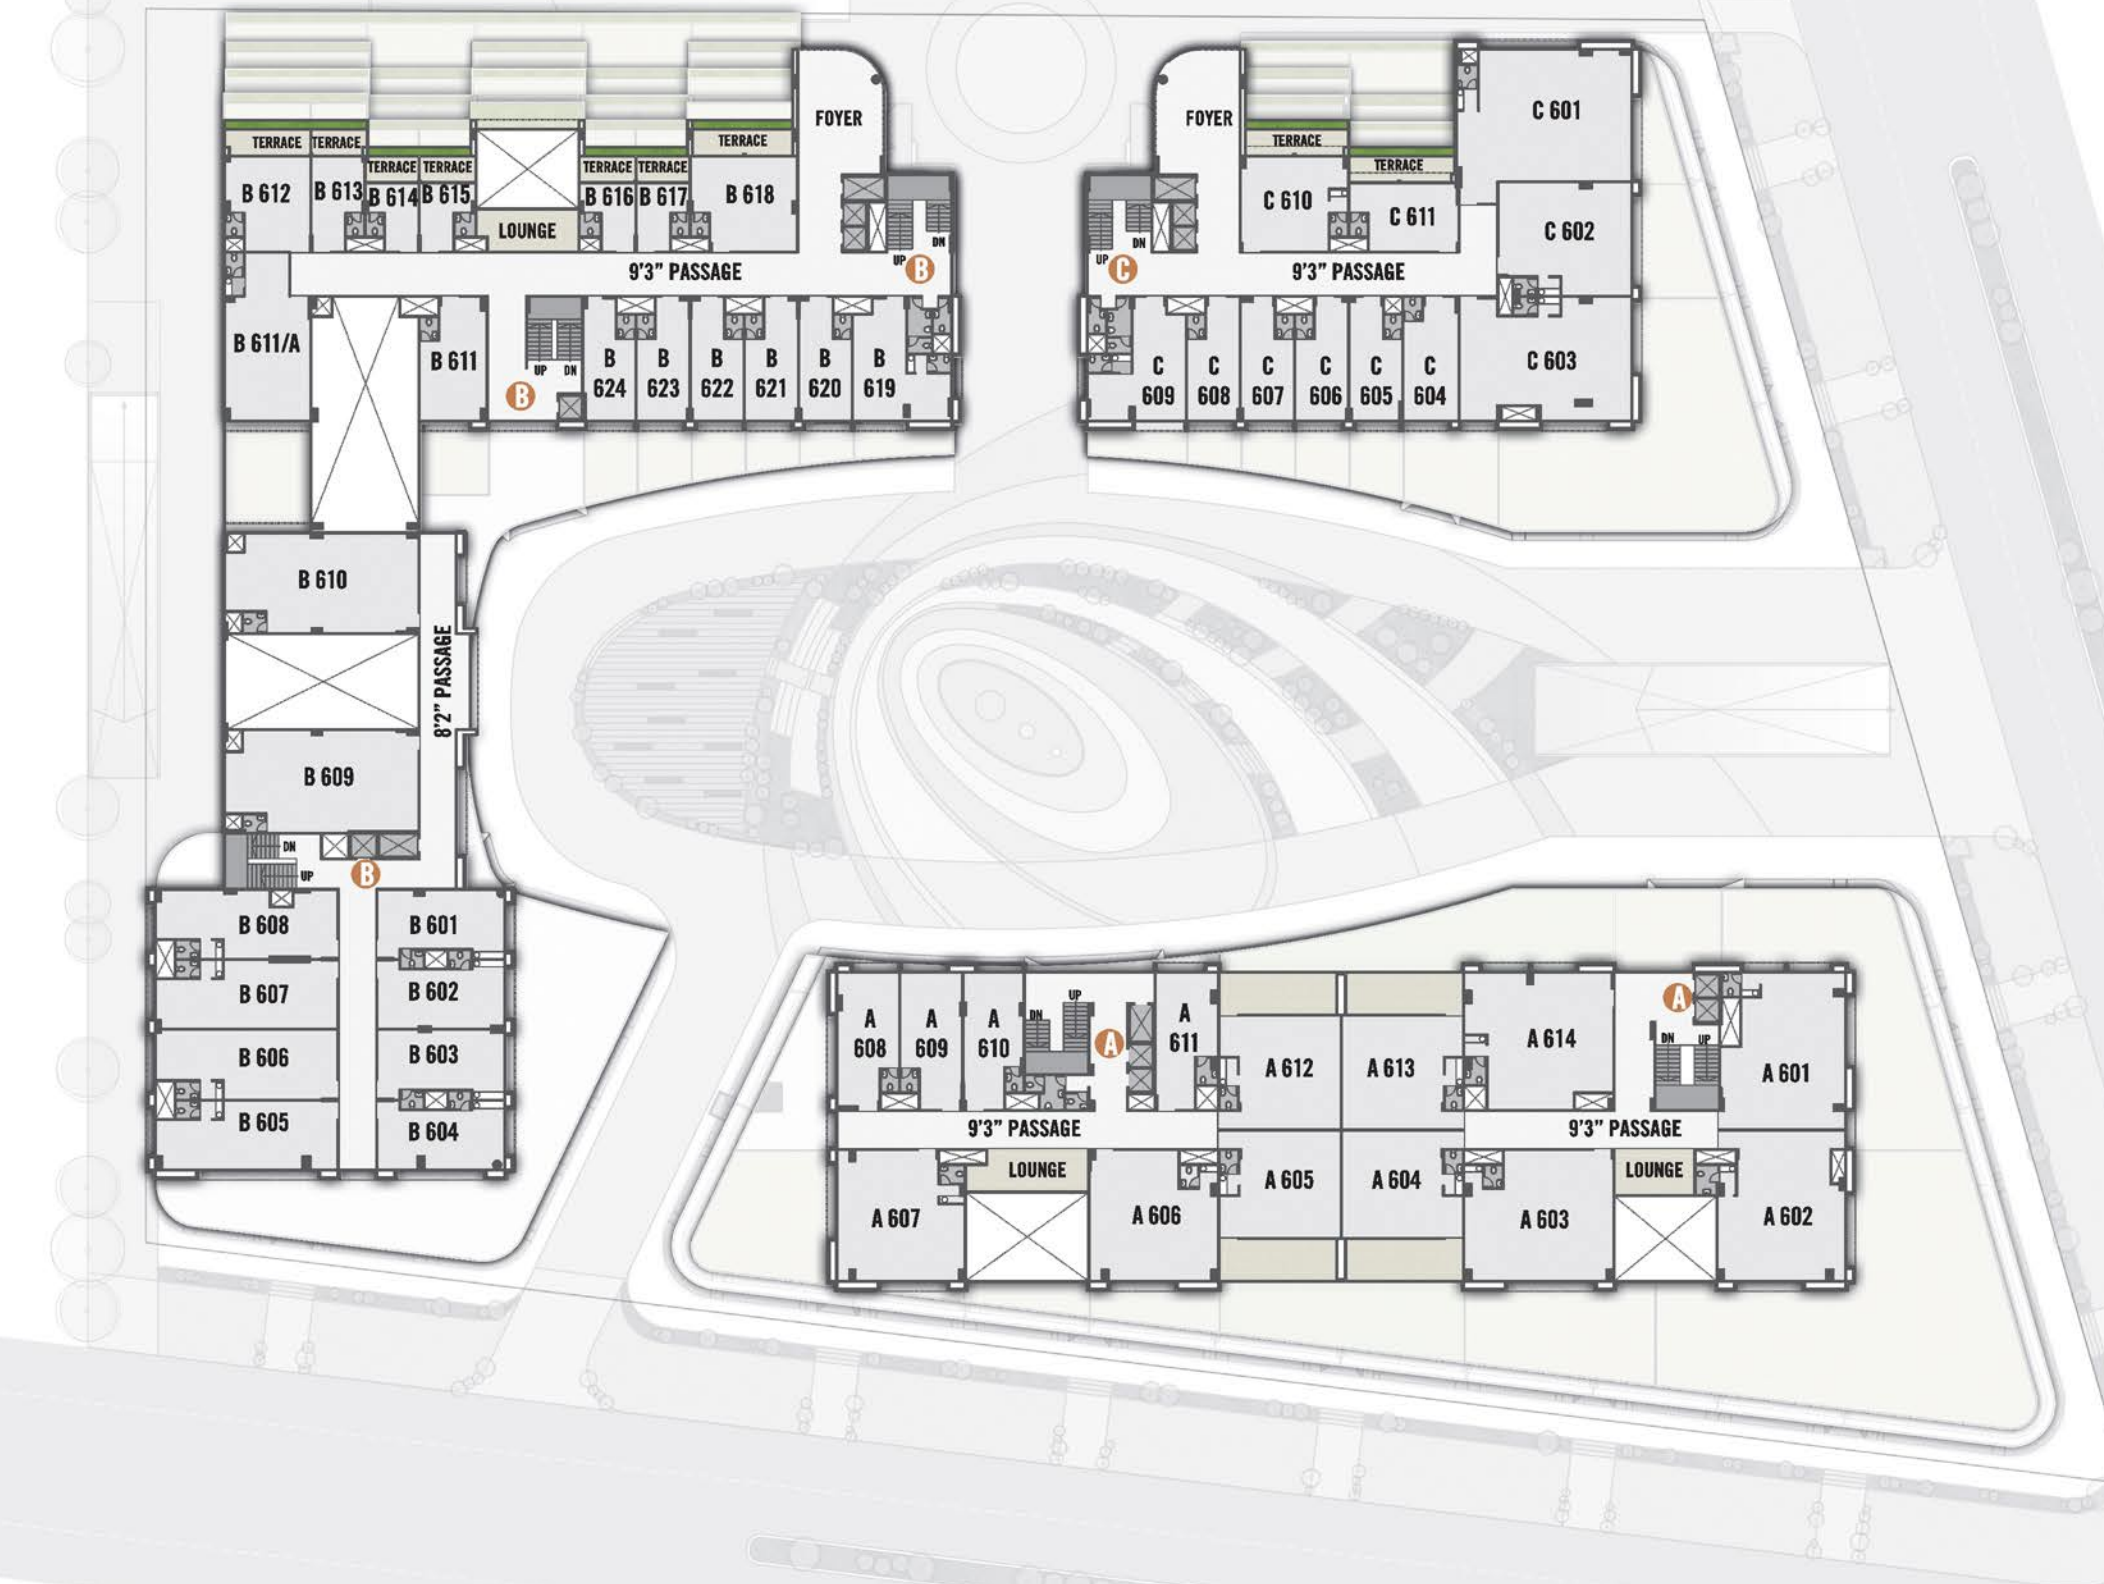 FOYER
TERRACE
TERRACE
TERRACE
TERRACE
TERRACE
TERRACE
TERRACE
B 612
B 613
B 614
B 615
LOUNGE
B 616
B 617
B 618
DN
UP
B
9'3” PASSAGE
B 611/A
B 611
UP
DN
B
B
624
B
623
B
622
B
621
B
620
B
619
FOYER
TERRACE
TERRACE
C 601
C 610
C 611
C 602
DN
UP
C
9'3” PASSAGE
C
609
C
608
C
607
C
606
C
605
C
604
C 603
B 610
8'2” PASSAGE
B 609
DN
UP
B
B 608
B 601
B 607
B 602
B 606
B 603
B 605
B 604
A
608
A
609
A
610
DN
UP
A
A
611
A 612
A 613
A 614
A
DN
UP
A 601
9'3” PASSAGE
9'3” PASSAGE
A 607
LOUNGE
A 606
A 605
A 604
A 603
LOUNGE
A 602